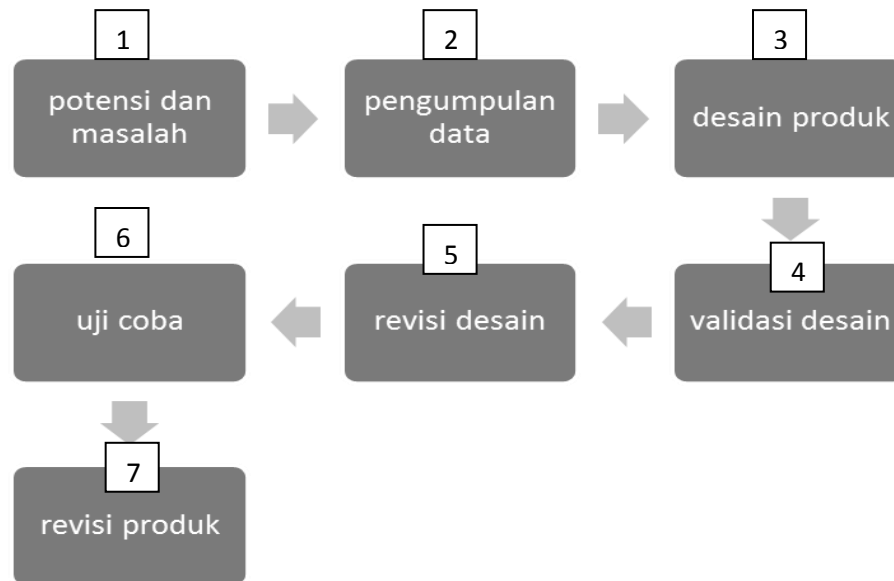 1
potensi dan
masalah
2
pengumpulan
data
3
desain produk
4
validasi desain
5
revisi desain
6
uji coba
7
revisi produk